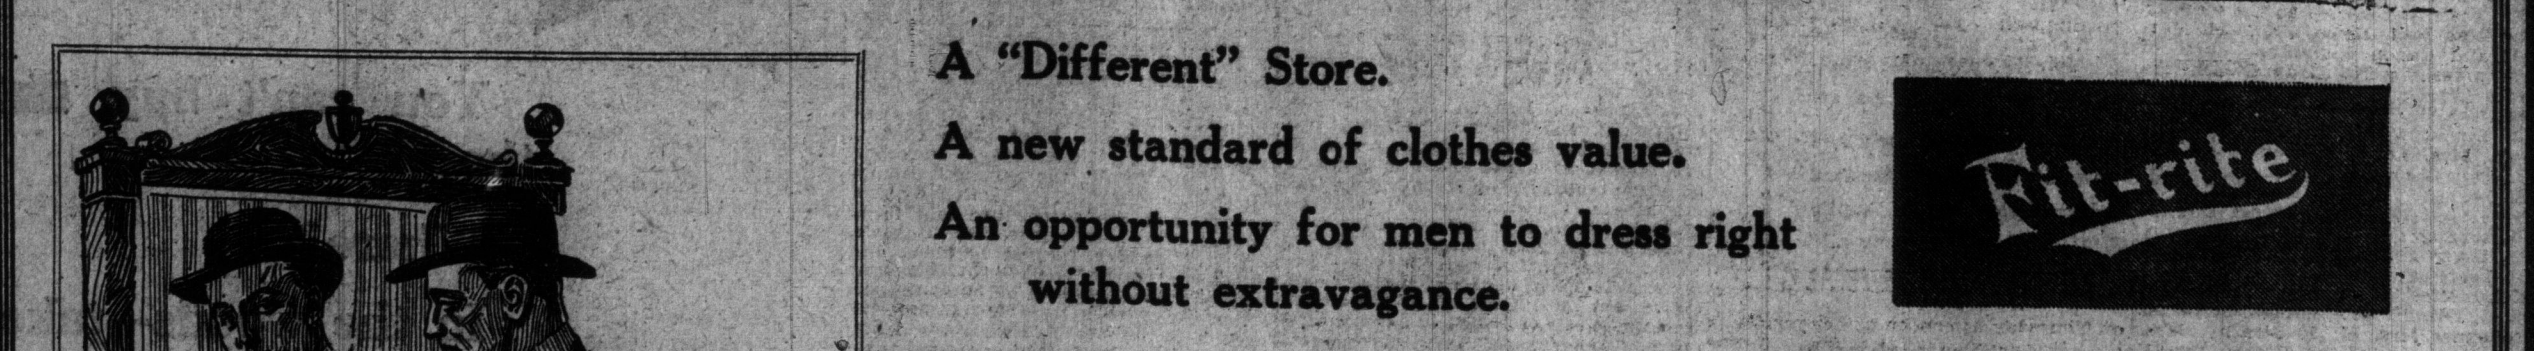 A “Different” Store.
A new standard of clothes value.
An opportunity for men to dress right
without extravagance.
Fit-rite